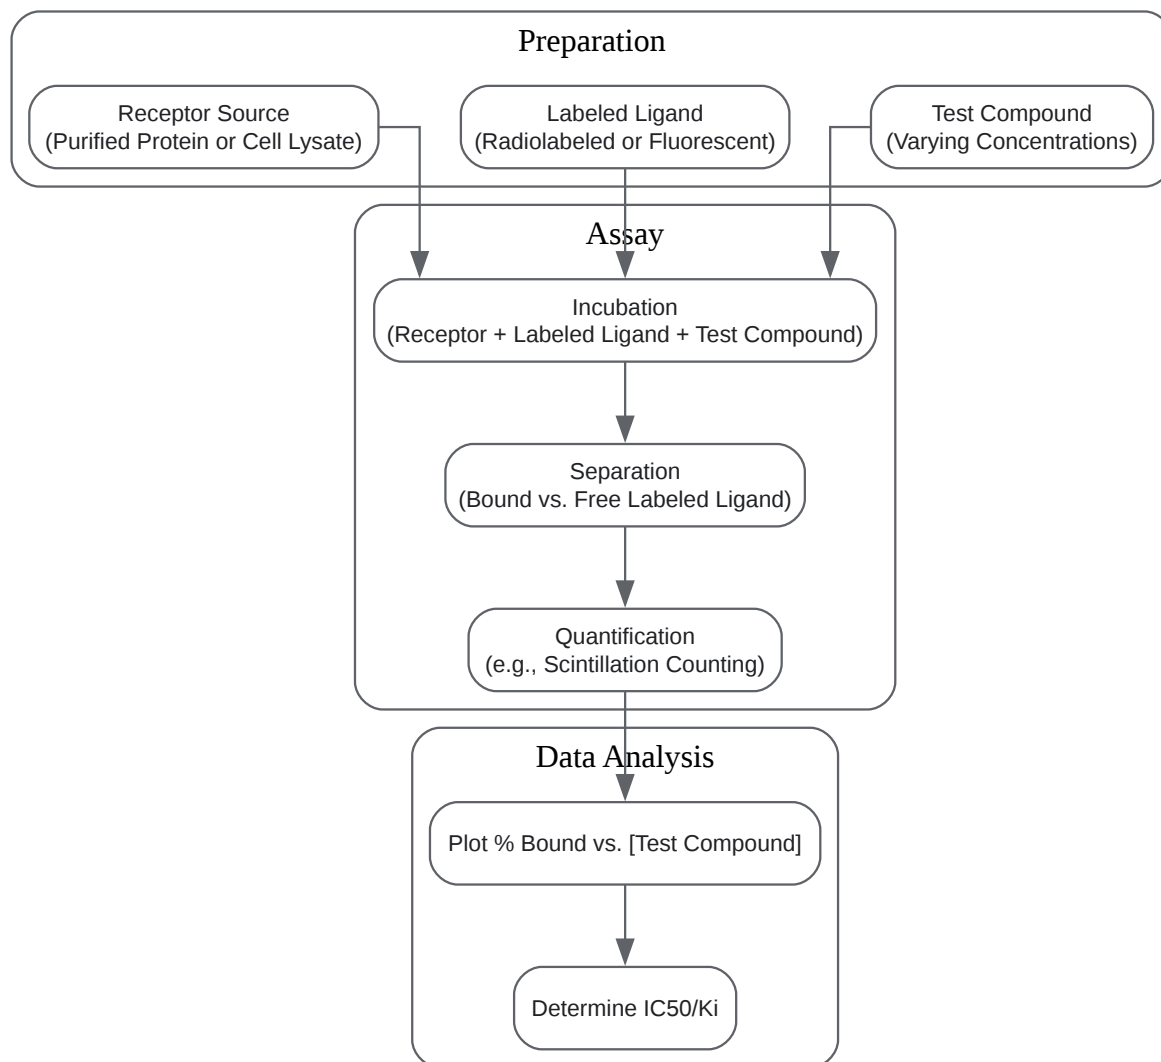 Preparation
Receptor Source
(Purified Protein or Cell Lysate)
Labeled Ligand
(Radiolabeled or Fluorescent)
Test Compound
(Varying Concentrations)
Assay
Incubation
(Receptor + Labeled Ligand + Test Compound)
Separation
(Bound vs. Free Labeled Ligand)
Quantification
(e.g., Scintillation Counting)
Data Analysis
Plot % Bound vs. [Test Compound]
Determine IC50/Ki